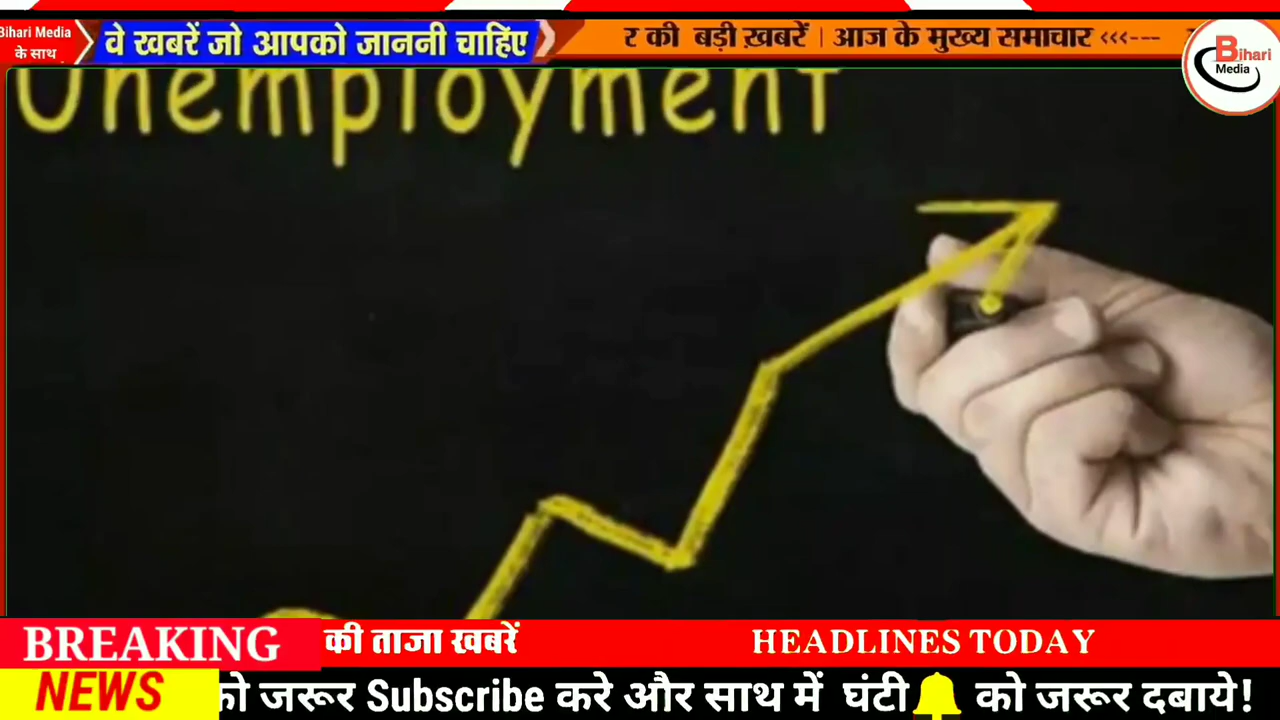 Bihari Media
के साथ
वे खबरें जो आपको जाननी चाहिंए
र की बड़ी ख़बरें | आज के मुख्य समाचार <<<---
Bihari
Media
Unemployment
BREAKING
NEWS
की ताजा खबरें
HEADLINES TODAY
को जरूर Subscribe करे और साथ में घंटी🔔 को जरूर दबाये!